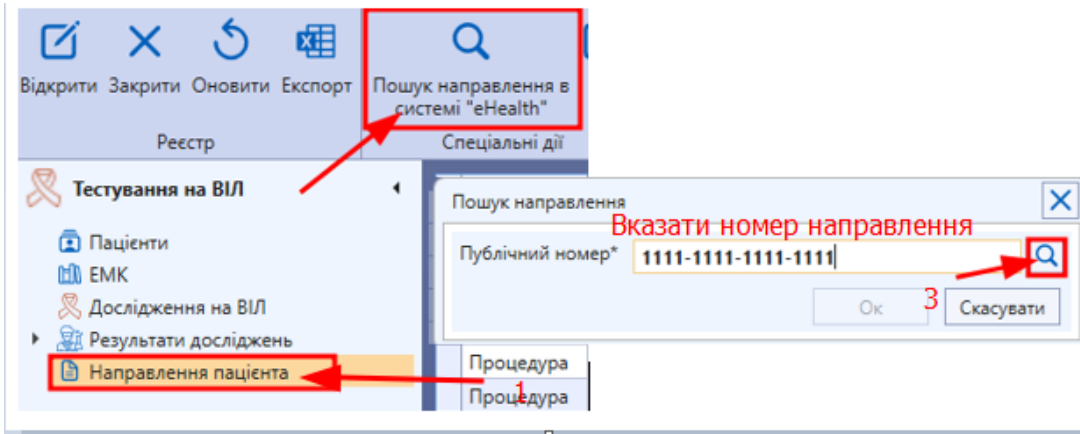 Відкрити Закрити Оновити Експорт
Пошук направлення в
системі "eHealth"
Реєстр
Спеціальні дії
Тестування на ВІЛ
Пацієнти
ЕМК
Дослідження на ВІЛ
Результати досліджень
Направлення пацієнта
1
Пошук направлення
Вказати номер направлення
Публічний номер* 1111-1111-1111-1111
3
Ок
Скасувати
Процедура
Процедура